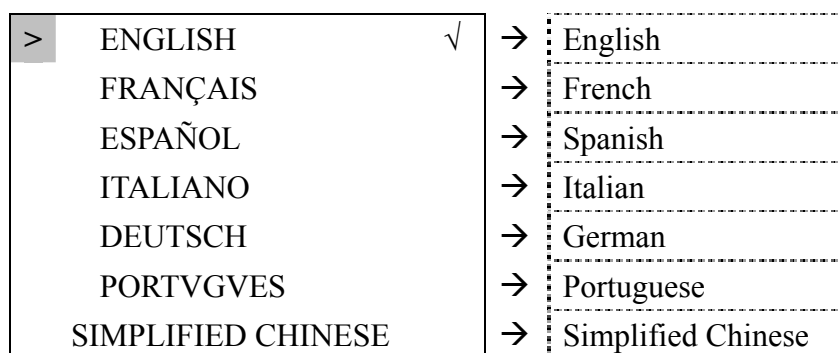 > ENGLISH √ → English
FRANÇAIS → French
ESPAÑOL → Spanish
ITALIANO → Italian
DEUTSCH → German
PORTVGVES → Portuguese
SIMPLIFIED CHINESE → Simplified Chinese